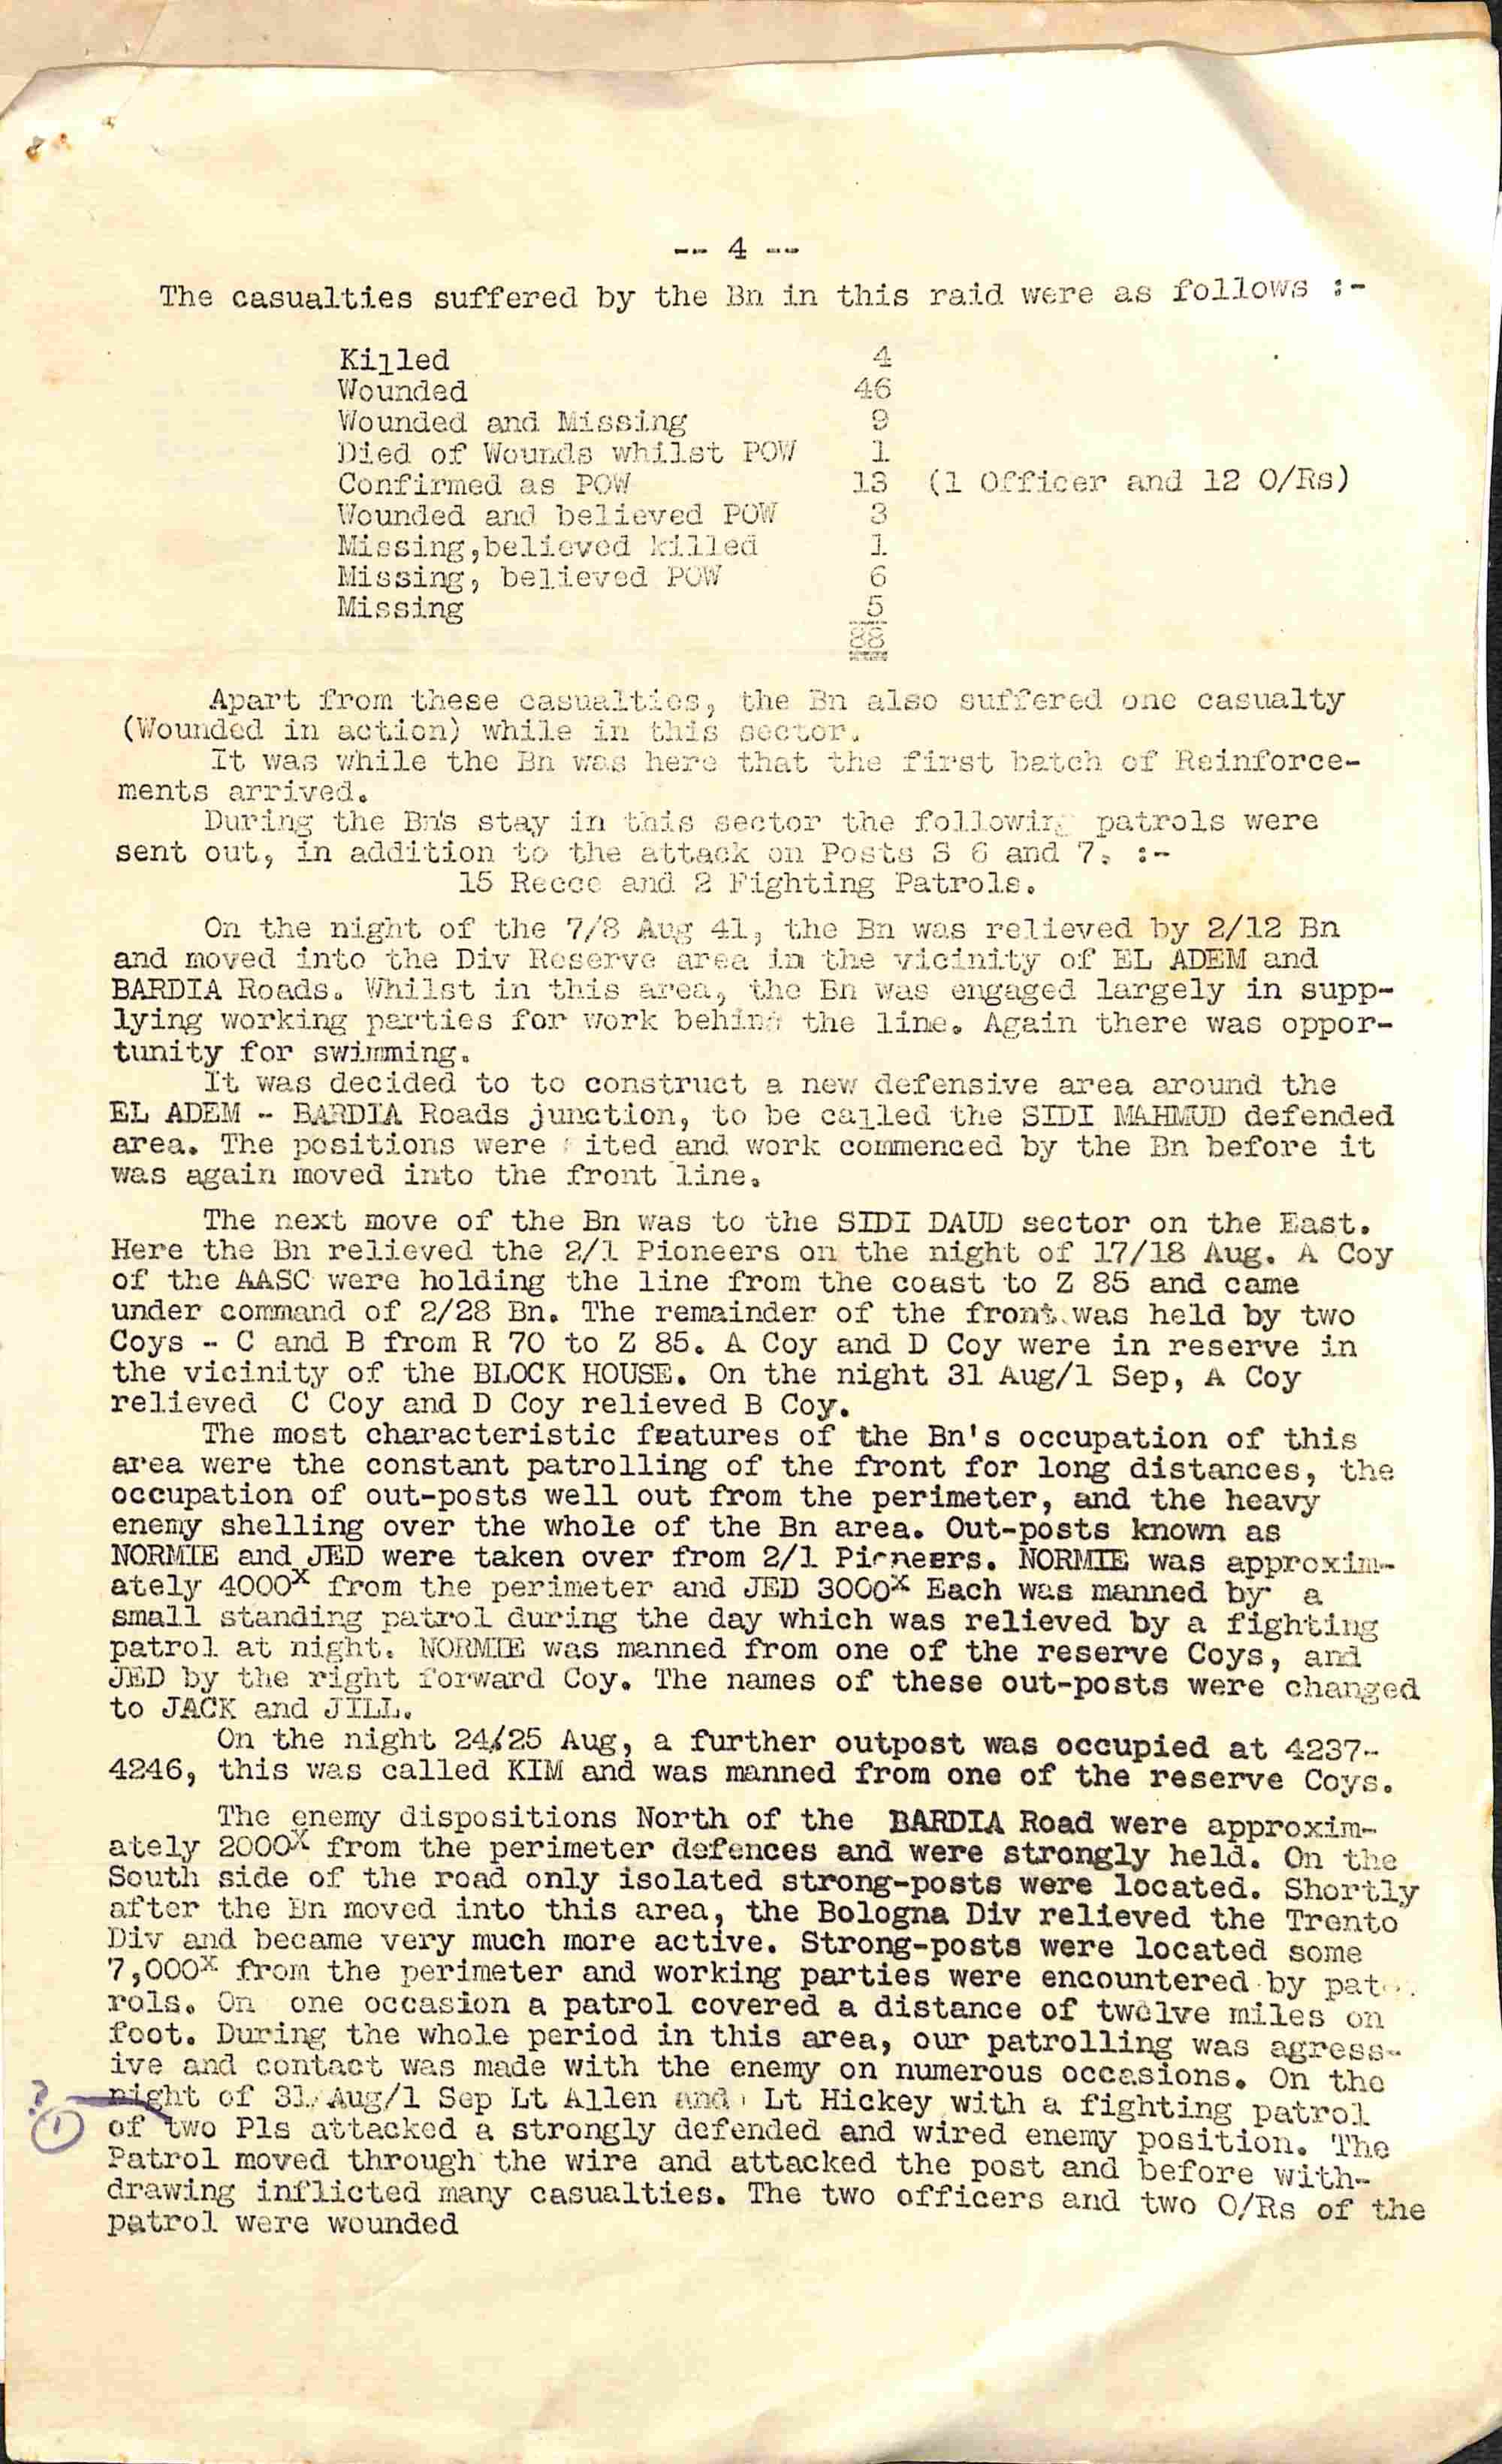 -- 4 --
The casualties suffered by the Bn in this raid were as follows :-
Killed 4
Wounded 46
Wounded and Missing 9
Died of Wounds whilst POW 1
Confirmed as POW 13 (1 Officer and 12 O/Rs)
Wounded and believed POW 3
Missing,believed killed 1
Missing, believed POW 6
Missing 5
88
Apart from these casualties, the Bn also suffered one casualty
(Wounded in action) while in this sector.
It was while the Bn was here that the first batch of Reinforce-
ments arrived.
During the Bn's stay in this sector the following patrols were
sent out, in addition to the attack on Posts S 6 and 7. :-
15 Recce and 2 Fighting Patrols.
On the night of the 7/8 Aug 41, the Bn was relieved by 2/12 Bn
and moved into the Div Reserve area in the vicinity of EL ADEM and
BARDIA Roads. Whilst in this area, the Bn was engaged largely in supp-
lying working parties for work behind the line. Again there was oppor-
tunity for swimming.
It was decided to to construct a new defensive area around the
EL ADEM - BARDIA Roads junction, to be called the SIDI MAHMUD defended
area. The positions were sited and work commenced by the Bn before it
was again moved into the front line.
The next move of the Bn was to the SIDI DAUD sector on the East.
Here the Bn relieved the 2/1 Pioneers on the night of 17/18 Aug. A Coy
of the AASC were holding the line from the coast to Z 85 and came
under command of 2/28 Bn. The remainder of the front was held by two
Coys - C and B from R 70 to Z 85. A Coy and D Coy were in reserve in
the vicinity of the BLOCK HOUSE. On the night 31 Aug/1 Sep, A Coy
relieved C Coy and D Coy relieved B Coy.
The most characteristic features of the Bn's occupation of this
area were the constant patrolling of the front for long distances, the
occupation of out-posts well out from the perimeter, and the heavy
enemy shelling over the whole of the Bn area. Out-posts known as
NORMIE and JED were taken over from 2/1 Pioneers. NORMIE was approxim-
ately 4000x from the perimeter and JED 3000x Each was manned by a
small standing patrol during the day which was relieved by a fighting
patrol at night. NORMIE was manned from one of the reserve Coys, and
JED by the right forward Coy. The names of these out-posts were changed
to JACK and JILL.
On the night 24/25 Aug, a further outpost was occupied at 4237-
4246, this was called KIM and was manned from one of the reserve Coys.
The enemy dispositions North of the BARDIA Road were approxim-
ately 2000x from the perimeter defences and were strongly held. On the
South side of the road only isolated strong-posts were located. Shortly
after the Bn moved into this area, the Bologna Div relieved the Trento
Div and became very much more active. Strong-posts were located some
7,000x from the perimeter and working parties were encountered by pat-
rols. On one occasion a patrol covered a distance of twelve miles on
foot. During the whole period in this area, our patrolling was agress-
ive and contact was made with the enemy on numerous occasions. On the
? night of 31 Aug/1 Sep Lt Allen and Lt Hickey with a fighting patrol
1 of two Pls attacked a strongly defended and wired enemy position. The
Patrol moved through the wire and attacked the post and before with-
drawing inflicted many casualties. The two officers and two O/Rs of the
patrol were wounded